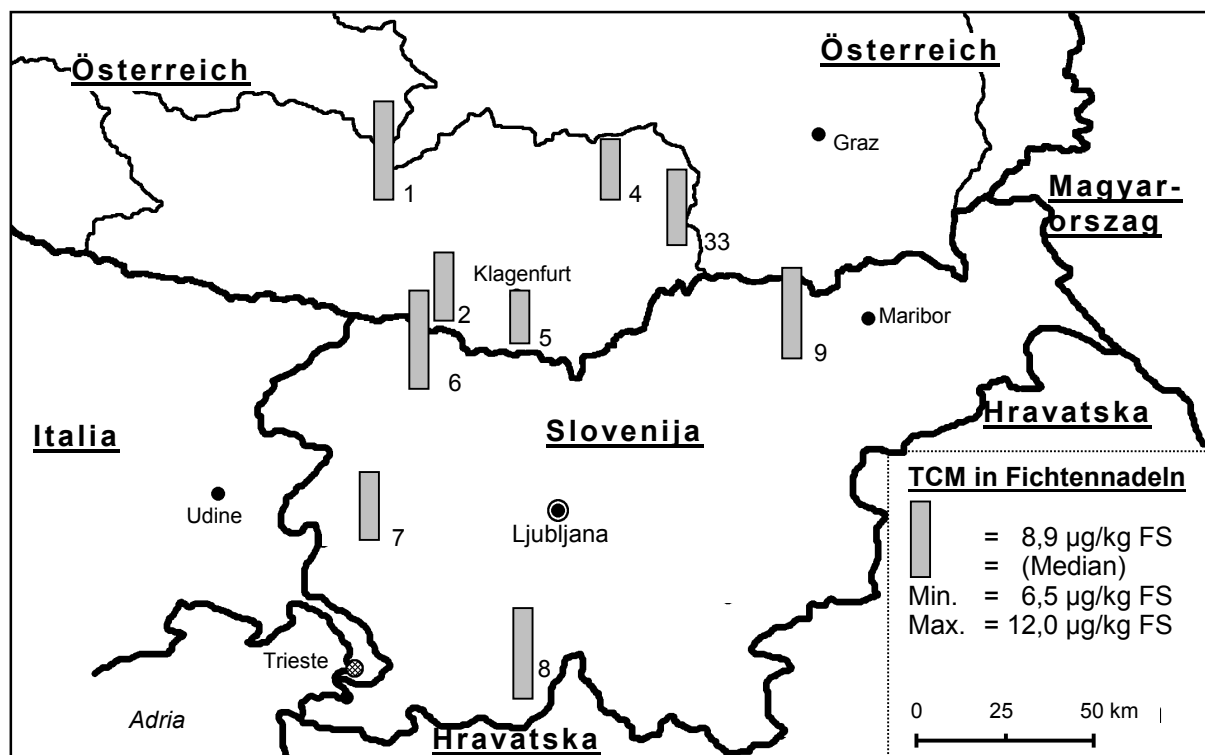 Österreich
Österreich
Graz
Magyar-
orszag
1
4
33
Klagenfurt
2
5
Maribor
9
6
Hravatska
Italia
Slovenija
Udine
7
Ljubljana
TCM in Fichtennadeln
= 8,9 µg/kg FS
= (Median)
Min. = 6,5 µg/kg FS
Max. = 12,0 µg/kg FS
Trieste
8
Adria
Hravatska
0 25 50 km